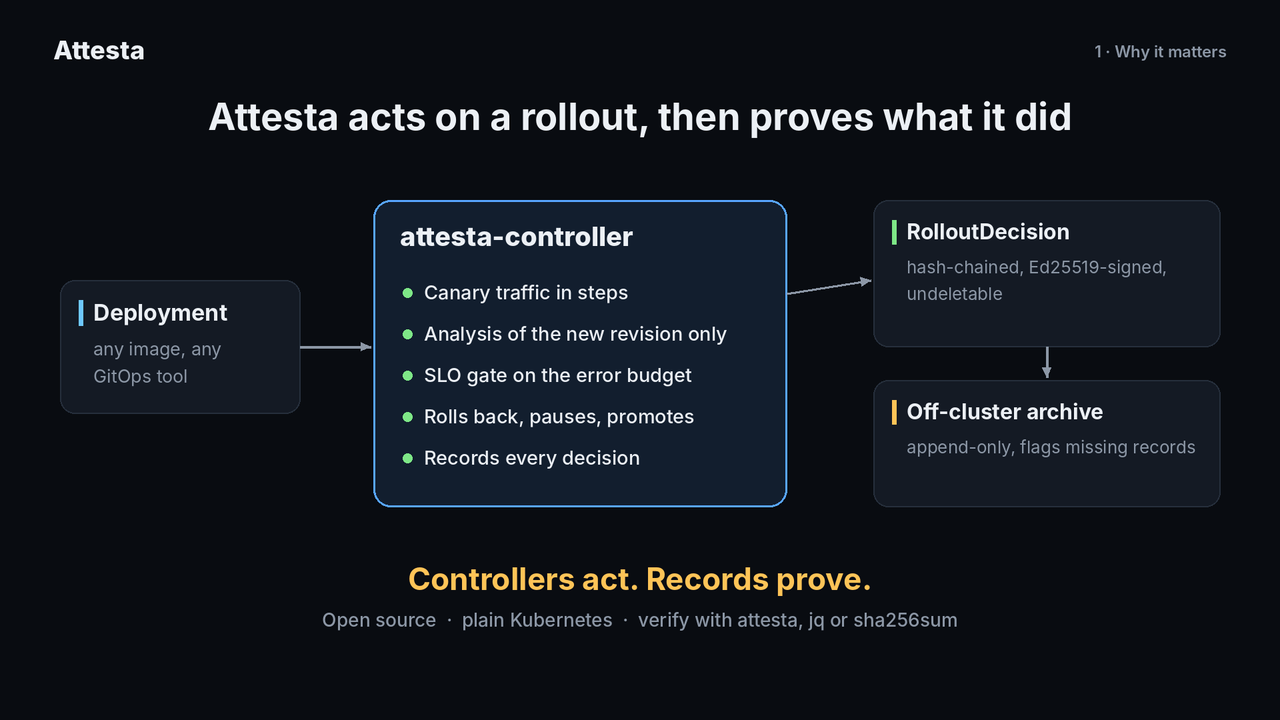 Attesta
1 · Why it matters
Attesta acts on a rollout, then proves what it did
Deployment
any image, any
GitOps tool
attesta-controller
Canary traffic in steps
Analysis of the new revision only
SLO gate on the error budget
Rolls back, pauses, promotes
Records every decision
RolloutDecision
hash-chained, Ed25519-signed,
undeletable
Off-cluster archive
append-only, flags missing records
Controllers act. Records prove.
Open source · plain Kubernetes · verify with attesta, jq or sha256sum